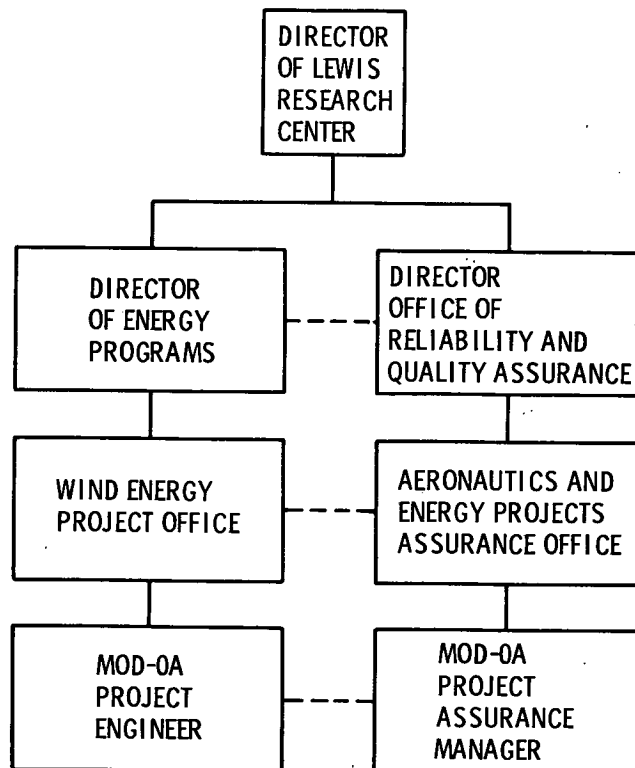 DIRECTOR
OF LEWIS
RESEARCH
CENTER
DIRECTOR
OF ENERGY
PROGRAMS
DIRECTOR
OFFICE OF
RELIABILITY AND
QUALITY ASSURANCE
WIND ENERGY
PROJECT OFFICE
AERONAUTICS AND
ENERGY PROJECTS
ASSURANCE OFFICE
MOD-0A
PROJECT
ENGINEER
MOD-0A
PROJECT
ASSURANCE
MANAGER